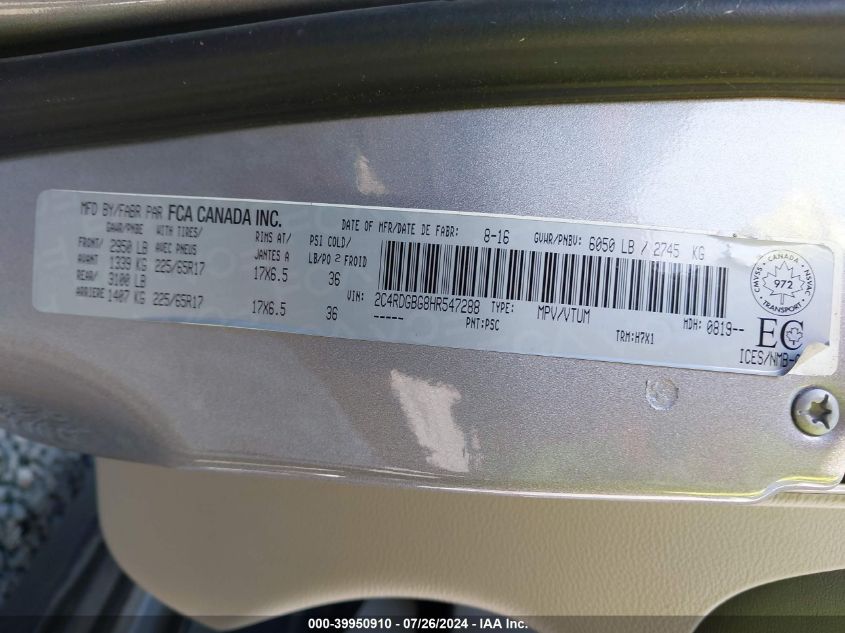 MFD BY/FABR PAR FCA CANADA INC.
DATE OF MFR/DATE DE FABR: 8-16 GVWR/PNBV: 6050 LB / 2745 KG
GWWR/PNBE WITH TIRES/ RIMS AT/ PSI COLD/
AVEC PNEUS JANTES A LB/PO 2 FROID
FRONT/ 2950 LB
AVANT 1339 KG 225/65R17 17X6.5 36
REAR/ 3100 LB
ARRIERE 1407 KG 225/65R17 17X6.5 36
VIN: 2C4RDGBG8HR547288 TYPE: MPV/VTUM MDH: 0819--
----- PNT:PSC TRM:H7X1
CMVSS CANADA NSVAC
972
TRANSPORT
EC
ICES/NMB-
000-39950910 / 07/26/2024 / IAA Inc.